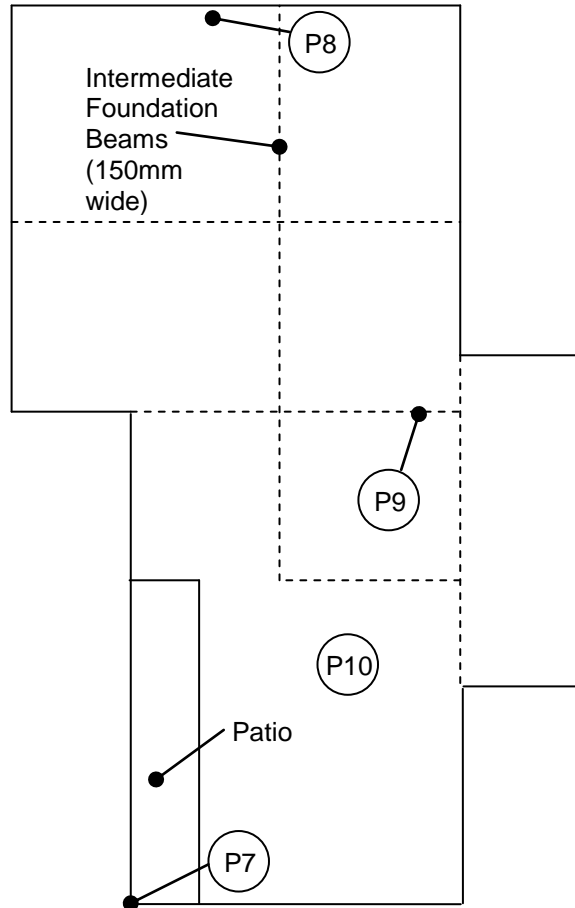 P8
Intermediate
Foundation
Beams
(150mm
wide)
P9
P10
Patio
P7